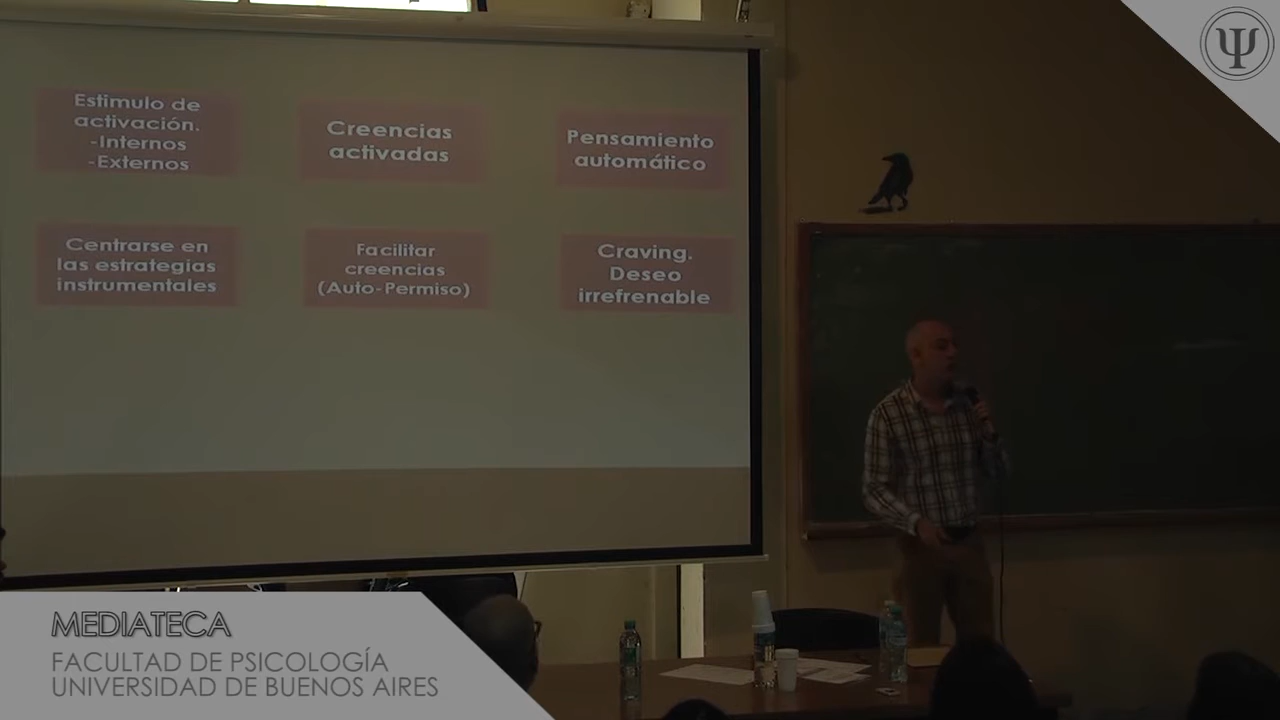 Estimulo de
activación.
-Internos
-Externos
Creencias
activadas
Pensamiento
automático
Centrarse en
las estrategias
instrumentales
Facilitar
creencias
(Auto-Permiso)
Craving.
Deseo
irrefrenable
Ψ
MEDIATECA
FACULTAD DE PSICOLOGÍA
UNIVERSIDAD DE BUENOS AIRES